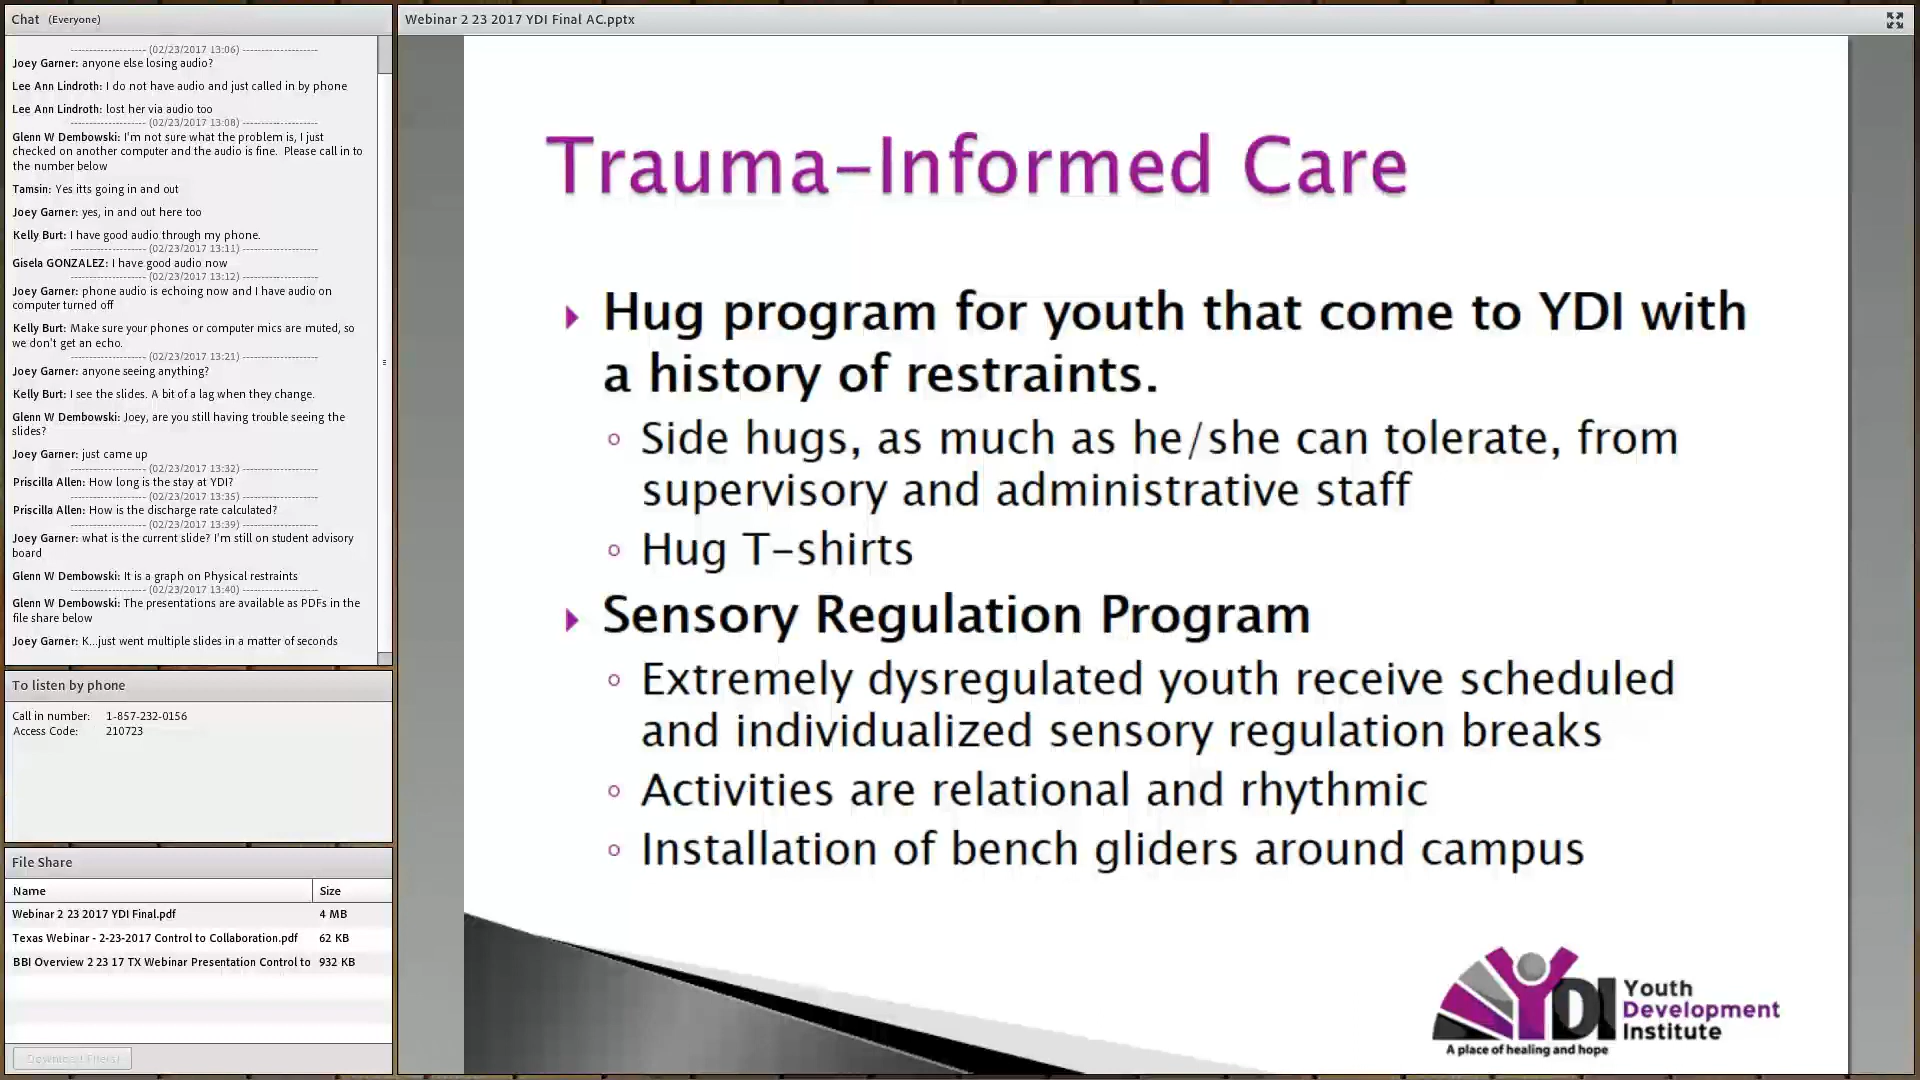 Chat (Everyone)
-------------------- (02/23/2017 13:06) --------------------
Joey Garner: anyone else losing audio?
Lee Ann Lindroth: I do not have audio and just called in by phone
Lee Ann Lindroth: lost her via audio too
-------------------- (02/23/2017 13:08) --------------------
Glenn W Dembowski: I'm not sure what the problem is, I just
checked on another computer and the audio is fine. Please call in to
the number below
Tamsin: Yes itts going in and out
Joey Garner: yes, in and out here too
Kelly Burt: I have good audio through my phone.
-------------------- (02/23/2017 13:11) --------------------
Gisela GONZALEZ: I have good audio now
-------------------- (02/23/2017 13:12) --------------------
Joey Garner: phone audio is echoing now and I have audio on
computer turned off
Kelly Burt: Make sure your phones or computer mics are muted, so
we don't get an echo.
-------------------- (02/23/2017 13:21) --------------------
Joey Garner: anyone seeing anything?
Kelly Burt: I see the slides. A bit of a lag when they change.
Glenn W Dembowski: Joey, are you still having trouble seeing the
slides?
Joey Garner: just came up
-------------------- (02/23/2017 13:32) --------------------
Priscilla Allen: How long is the stay at YDI?
-------------------- (02/23/2017 13:35) --------------------
Priscilla Allen: How is the discharge rate calculated?
-------------------- (02/23/2017 13:39) --------------------
Joey Garner: what is the current slide? I'm still on student advisory
board
Glenn W Dembowski: It is a graph on Physical restraints
-------------------- (02/23/2017 13:40) --------------------
Glenn W Dembowski: The presentations are available as PDFs in the
file share below
Joey Garner: K...just went multiple slides in a matter of seconds
To listen by phone
Call in number: 1-857-232-0156
Access Code: 210723
File Share
Name Size
Webinar 2 23 2017 YDI Final.pdf 4 MB
Texas Webinar - 2-23-2017 Control to Collaboration.pdf 62 KB
BBI Overview 2 23 17 TX Webinar Presentation Control to 932 KB
Download File(s)
Webinar 2 23 2017 YDI Final AC.pptx
Trauma-Informed Care
Hug program for youth that come to YDI with
a history of restraints.
Side hugs, as much as he/she can tolerate, from
supervisory and administrative staff
Hug T-shirts
Sensory Regulation Program
Extremely dysregulated youth receive scheduled
and individualized sensory regulation breaks
Activities are relational and rhythmic
Installation of bench gliders around campus
YDI
Youth
Development
Institute
A place of healing and hope